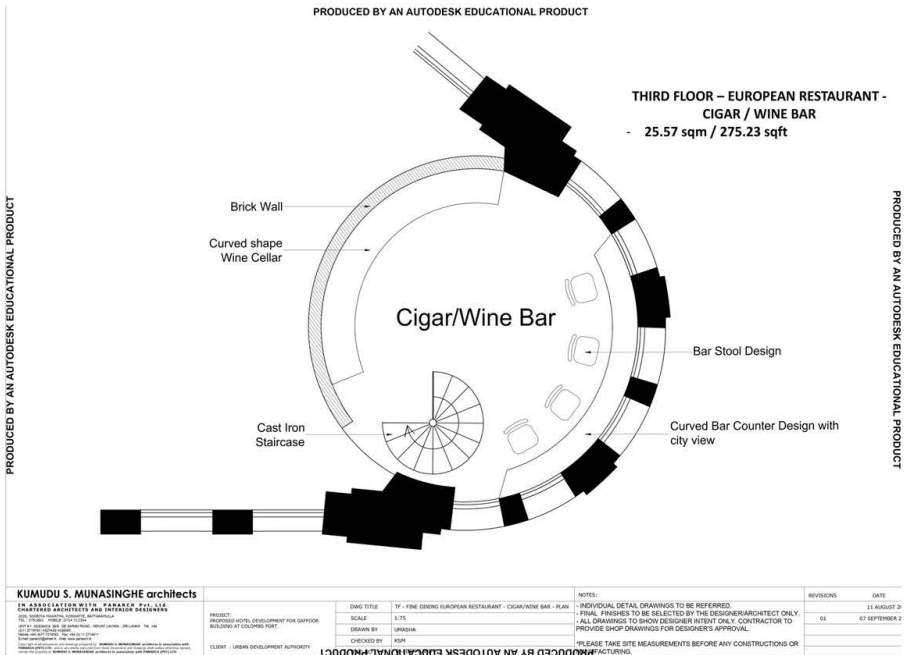 PRODUCED BY AN AUTODESK EDUCATIONAL PRODUCT
THIRD FLOOR – EUROPEAN RESTAURANT -
CIGAR / WINE BAR
- 25.57 sqm / 275.23 sqft
PRODUCED BY AN AUTODESK EDUCATIONAL PRODUCT
PRODUCED BY AN AUTODESK EDUCATIONAL PRODUCT
Brick Wall
Curved shape
Wine Cellar
Cigar/Wine Bar
Bar Stool Design
Cast Iron
Staircase
Curved Bar Counter Design with
city view
KUMUDU S. MUNASINGHE architects
IN ASSOCIATION WITH PANARCH Pvt. Ltd
CHARTERED ARCHITECTS AND INTERIOR DESIGNERS
PROJECT:
PROPOSED HOTEL DEVELOPMENT FOR GAFFOOR
BUILDING AT COLOMBO FORT.
CLIENT : URBAN DEVELOPMENT AUTHORITY
DWG TITLE TF - FINE DINING EUROPEAN RESTAURANT - CIGAR/WINE BAR - PLAN
SCALE 1:75
DRAWN BY UMASHA
CHECKED BY KSM
NOTES:
- INDIVIDUAL DETAIL DRAWINGS TO BE REFERRED.
- FINAL FINISHES TO BE SELECTED BY THE DESIGNER/ARCHITECT ONLY.
- ALL DRAWINGS TO SHOW DESIGNER INTENT ONLY. CONTRACTOR TO
PROVIDE SHOP DRAWINGS FOR DESIGNER'S APPROVAL.
*PLEASE TAKE SITE MEASUREMENTS BEFORE ANY CONSTRUCTIONS OR
REVISIONS
01
11 AUGUST
07 SEPTEMBER
PRODUCED BY AN AUTODESK EDUCATIONAL PRODUCT